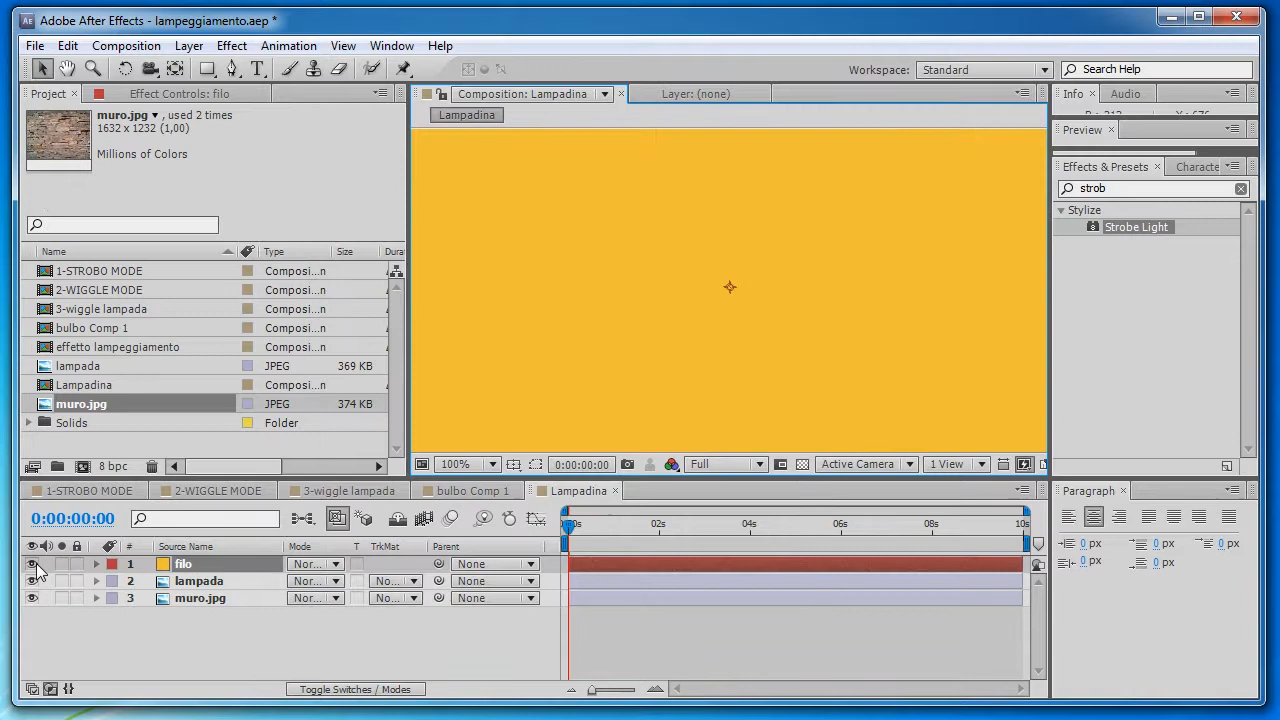 Adobe After Effects - lampeggiamento.aep *
File Edit Composition Layer Effect Animation View Window Help
Workspace: Standard Search Help
Project Effect Controls: filo Composition: Lampadina Layer: (none) Info Audio
muro.jpg, used 2 times
1632 x 1232 (1,00)
Millions of Colors
Lampadina
Preview
Effects & Presets Characte
strob
Stylize
Strobe Light
Name Type Size Dura
1-STROBO MODE Composi...n
2-WIGGLE MODE Composi...n
3-wiggle lampada Composi...n
bulbo Comp 1 Composi...n
effetto lampeggiamento Composi...n
lampada JPEG 369 KB
Lampadina Composi...n
muro.jpg JPEG 374 KB
Solids Folder
8 bpc
100% 0:00:00:00 Full Active Camera 1 View
1-STROBO MODE 2-WIGGLE MODE 3-wiggle lampada bulbo Comp 1 Lampadina
Paragraph
0:00:00:00
0s 02s 04s 06s 08s 10s
# Source Name Mode T TrkMat Parent
1 filo Nor... None
2 lampada Nor... No... None
3 muro.jpg Nor... No... None
0 px 0 px 0 px
0 px 0 px
Toggle Switches / Modes